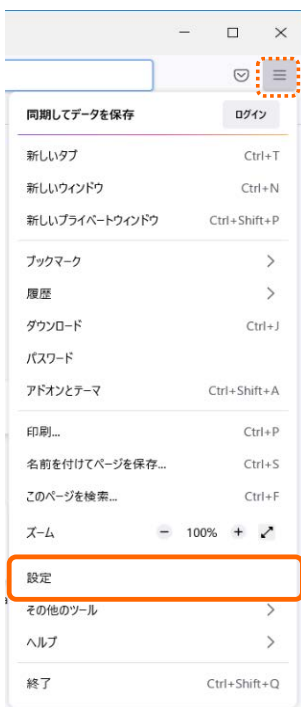 同期してデータを保存 ログイン
新しいタブ Ctrl+T
新しいウィンドウ Ctrl+N
新しいプライベートウィンドウ Ctrl+Shift+P
ブックマーク
履歴
ダウンロード Ctrl+J
パスワード
アドオンとテーマ Ctrl+Shift+A
印刷... Ctrl+P
名前を付けてページを保存... Ctrl+S
このページを検索... Ctrl+F
ズーム − 100% +
設定
その他のツール
ヘルプ
終了 Ctrl+Shift+Q